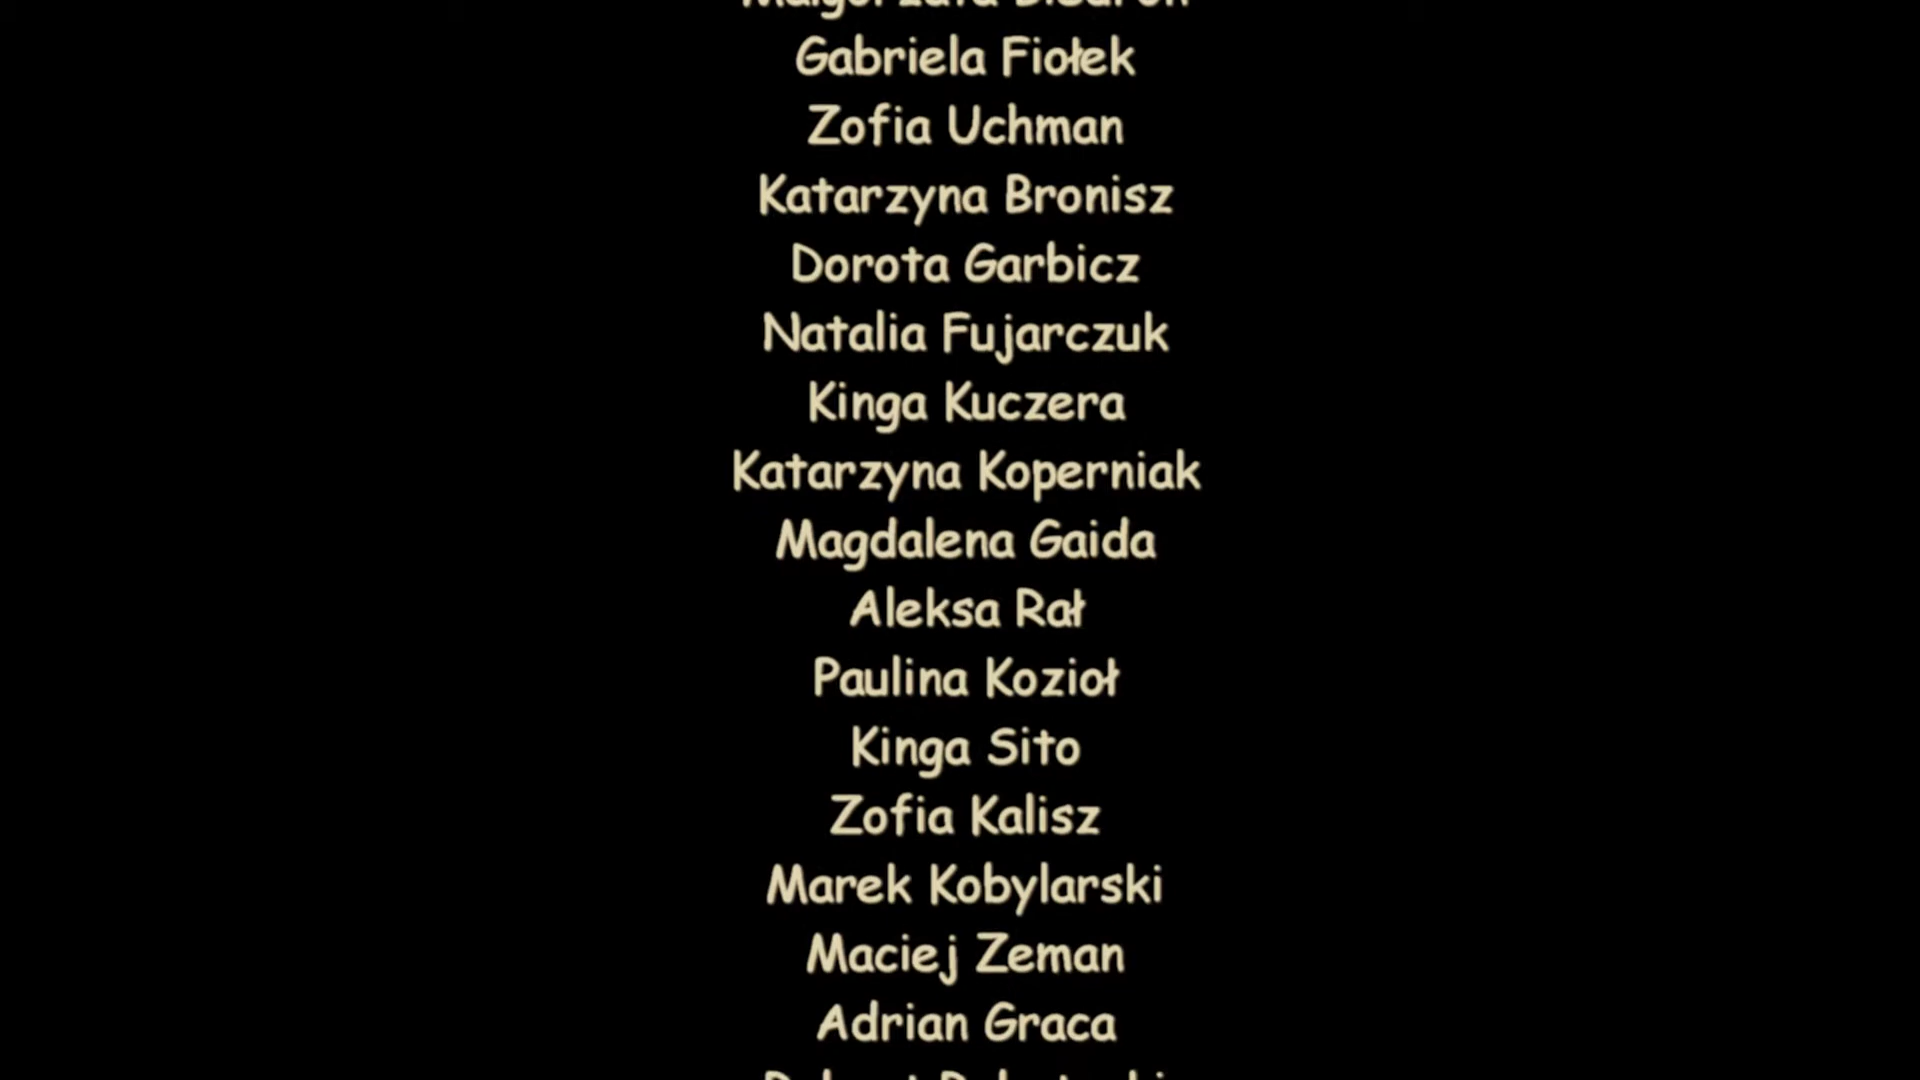 Gabriela Fiołek
Zofia Uchman
Katarzyna Bronisz
Dorota Garbicz
Natalia Fujarczuk
Kinga Kuczera
Katarzyna Koperniak
Magdalena Gaida
Aleksa Rał
Paulina Kozioł
Kinga Sito
Zofia Kalisz
Marek Kobylarski
Maciej Zeman
Adrian Graca